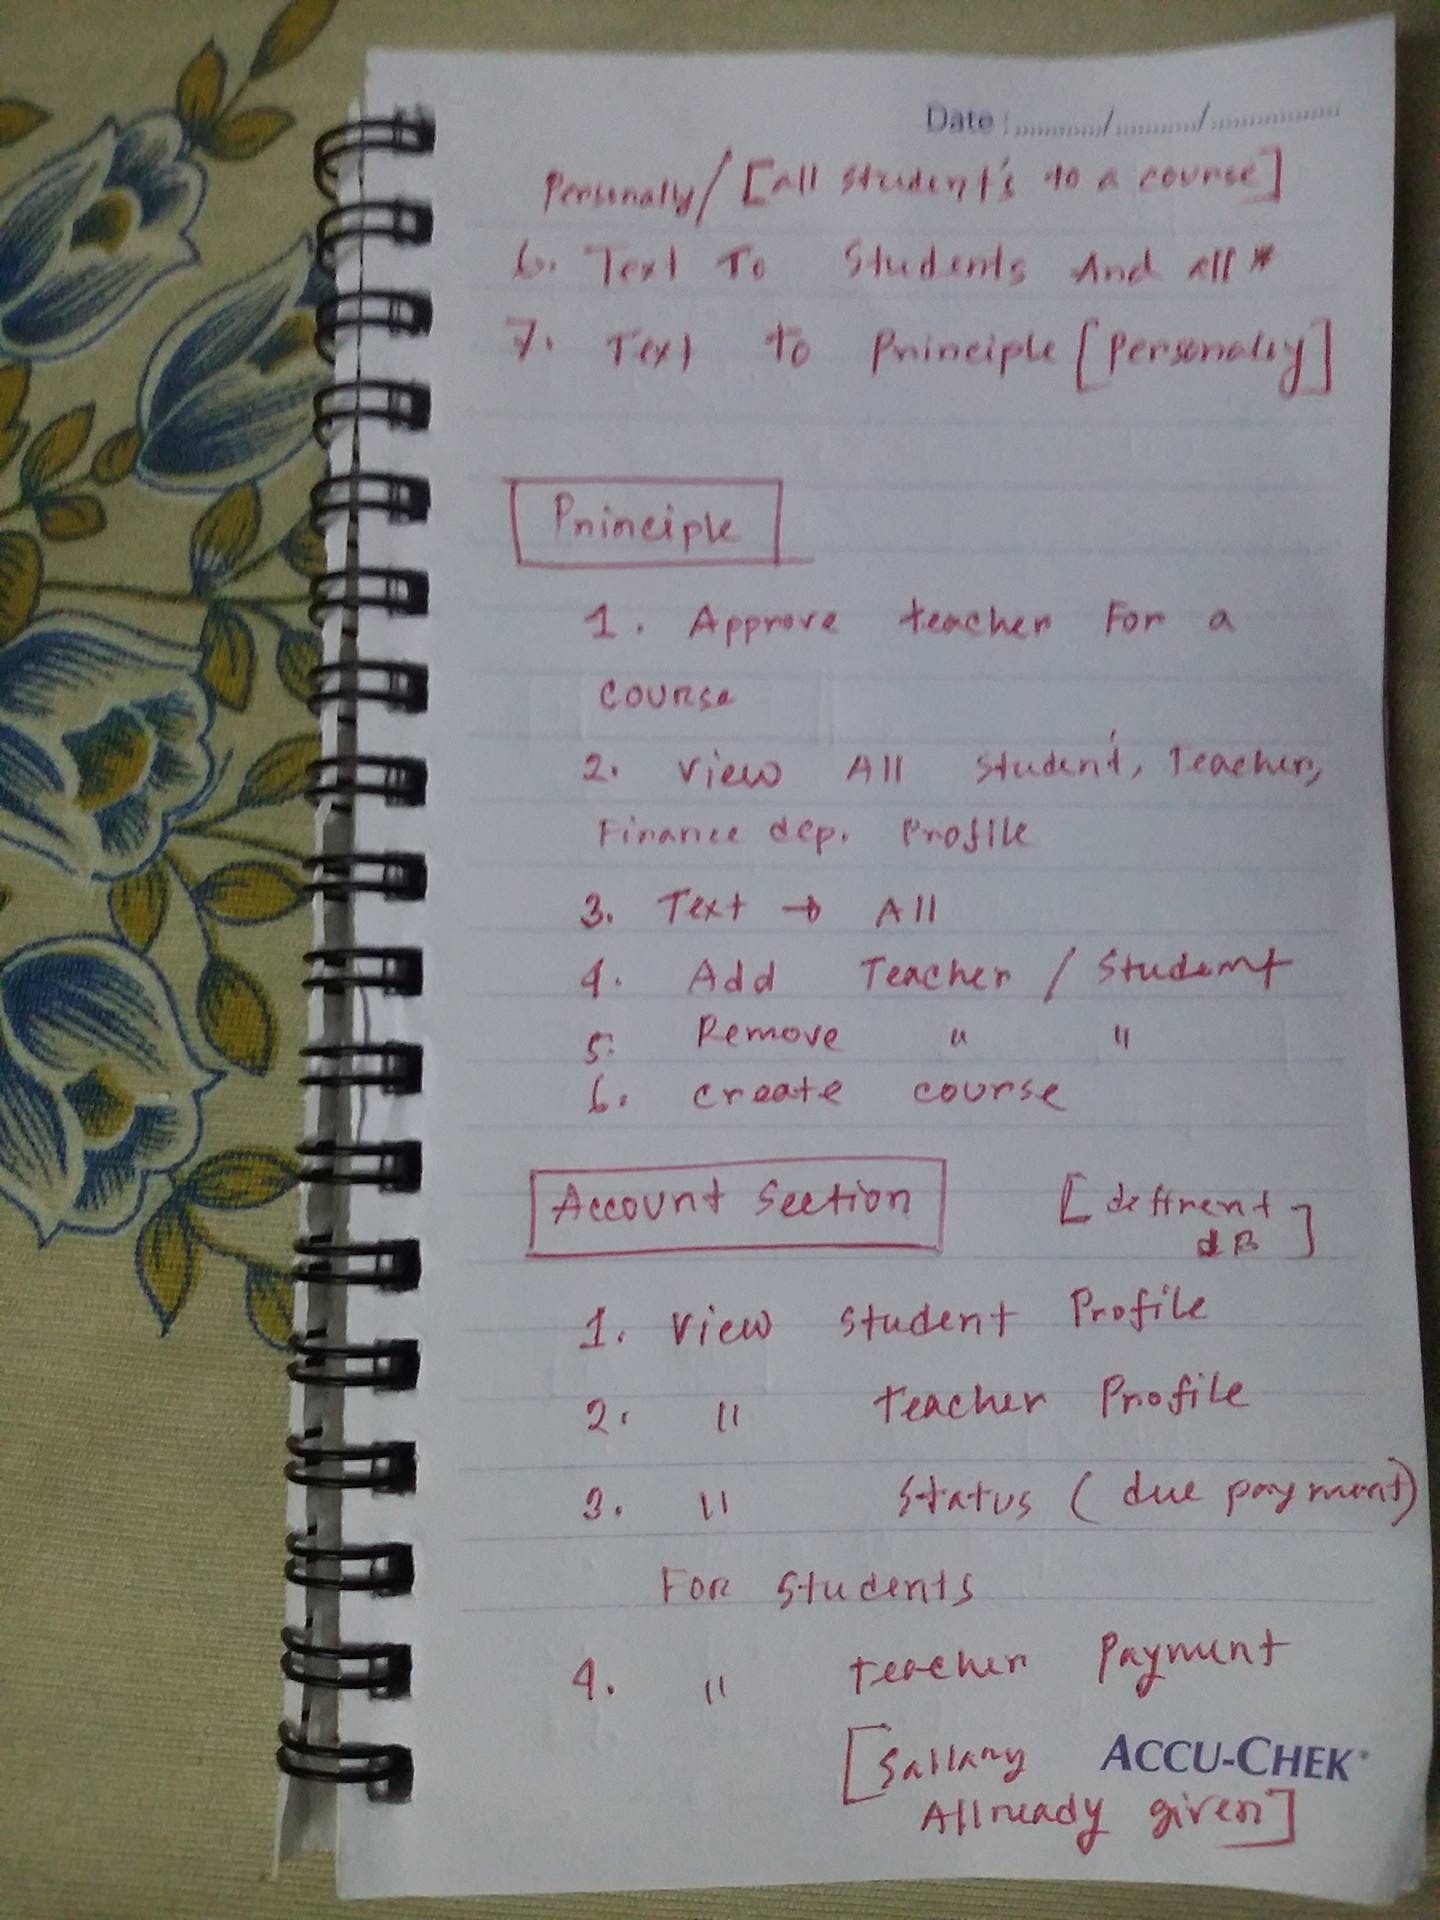 Date :........../........../...............
Personally/[all student's to a course]
6. Text To Students And all *
7. Text to Principle [Personaly]
Principle
1. Approve teacher For a
course
2. View All Student, Teacher,
Finance dep. Profile
3. Text → All
4. Add Teacher / Student
5. Remove " "
6. create course
Account Section [deffrent
dB]
1. View Student Profile
2. " Teacher Profile
3. " Status (due payment)
For Students
4. " teacher Payment
[Sallary ACCU-CHEK®
Allready given]